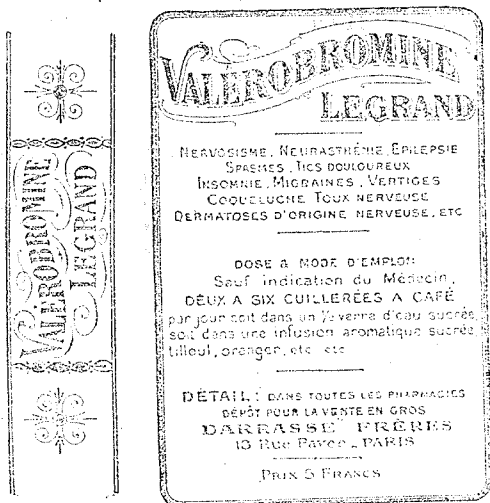 VALÉROBROMINE
LEGRAND
VALÉROBROMINE
LEGRAND
NERVOSISME, NEURASTHÉNIE, EPILEPSIE
SPASMES, TICS DOULOUREUX
INSOMNIE, MIGRAINES, VERTIGES
COQUELUCHE TOUX NERVEUSE
DERMATOSES D'ORIGINE NERVEUSE, ETC
DOSE & MODE D'EMPLOI:
Sauf indication du Médecin,
DEUX A SIX CUILLERÉES A CAFÉ
par jour soit dans un ½ verre d'eau sucrée,
soit dans une infusion aromatique sucrée
tilleul, oranger, etc etc
DÉTAIL: DANS TOUTES LES PHARMACIES
DÉPÔT POUR LA VENTE EN GROS
DARRASSE FRÈRES
13 Rue Pavée _ PARIS
PRIX 5 FRANCS